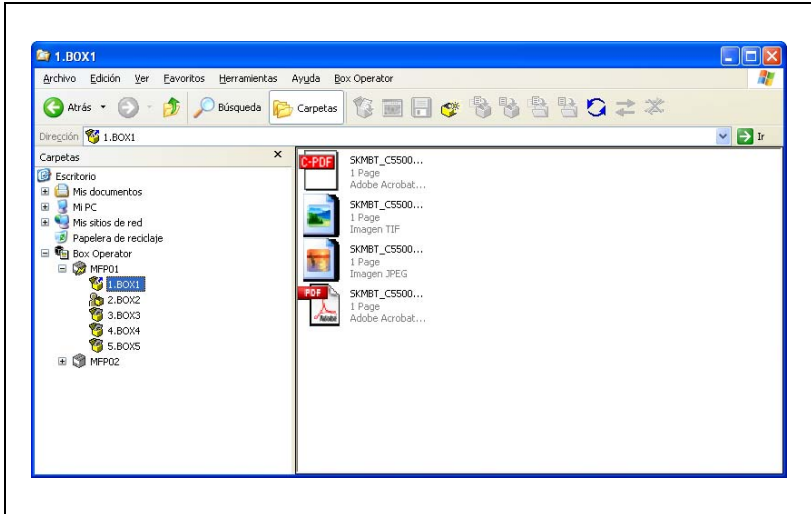 1.BOX1
Archivo Edición Ver Favoritos Herramientas Ayuda Box Operator
Atrás Búsqueda Carpetas
Dirección 1.BOX1 Ir
Carpetas
Escritorio
Mis documentos
Mi PC
Mis sitios de red
Papelera de reciclaje
Box Operator
MFP01
1.BOX1
2.BOX2
3.BOX3
4.BOX4
5.BOX5
MFP02
C-PDF
SKMBT_C5500...
1 Page
Adobe Acrobat...
SKMBT_C5500...
1 Page
Imagen TIF
SKMBT_C5500...
1 Page
Imagen JPEG
PDF
Adobe
SKMBT_C5500...
1 Page
Adobe Acrobat...